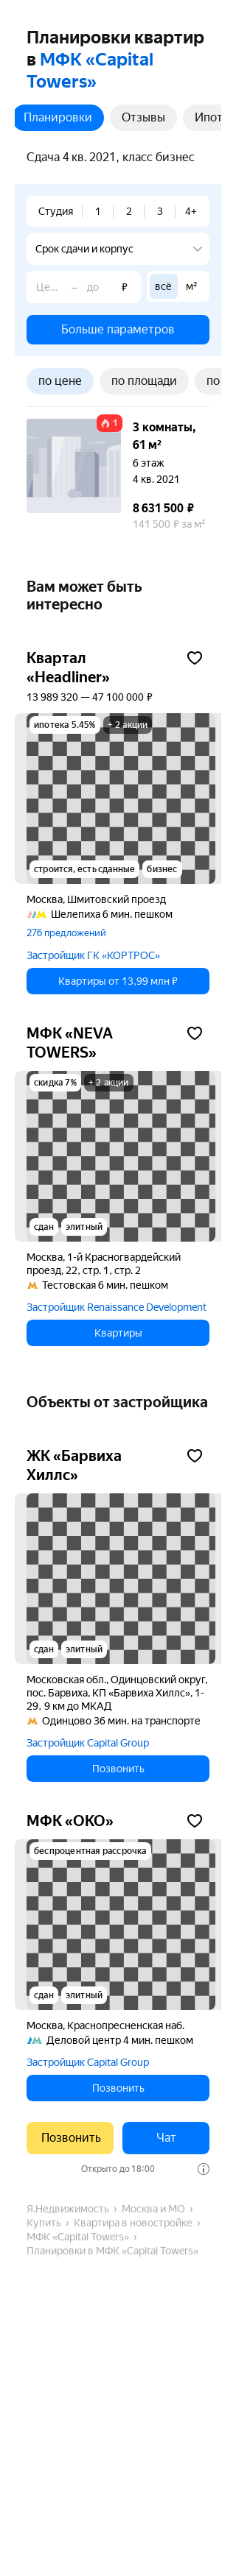 Планировки квартир
в МФК «Capital
Towers»
Планировки
Отзывы
Ипот
Сдача 4 кв. 2021, класс бизнес
Студия 1 2 3 4+
Срок сдачи и корпус
Це... – до ₽
всё м²
Больше параметров
по цене
по площади
по
1
3 комнаты,
61 м²
6 этаж
4 кв. 2021
8 631 500 ₽
141 500 ₽ за м²
Вам может быть
интересно
Квартал
«Headliner»
13 989 320 — 47 100 000 ₽
ипотека 5.45%
+ 2 акции
строится, есть сданные
бизнес
Москва, Шмитовский проезд
Шелепиха 6 мин. пешком
276 предложений
Застройщик ГК «КОРТРОС»
Квартиры от 13,99 млн ₽
МФК «NEVA
TOWERS»
скидка 7%
+ 2 акции
сдан
элитный
Москва, 1-й Красногвардейский
проезд, 22, стр. 1, стр. 2
Тестовская 6 мин. пешком
Застройщик Renaissance Development
Квартиры
Объекты от застройщика
ЖК «Барвиха
Хиллс»
сдан
элитный
Московская обл., Одинцовский округ,
пос. Барвиха, КП «Барвиха Хиллс», 1-
29, 9 км до МКАД
Одинцово 36 мин. на транспорте
Застройщик Capital Group
Позвонить
МФК «ОКО»
беспроцентная рассрочка
сдан
элитный
Москва, Краснопресненская наб.
Деловой центр 4 мин. пешком
Застройщик Capital Group
Позвонить
Позвонить
Чат
Открыто до 18:00
Я.Недвижимость › Москва и МО ›
Купить › Квартира в новостройке ›
МФК «Capital Towers» ›
Планировки в МФК «Capital Towers»